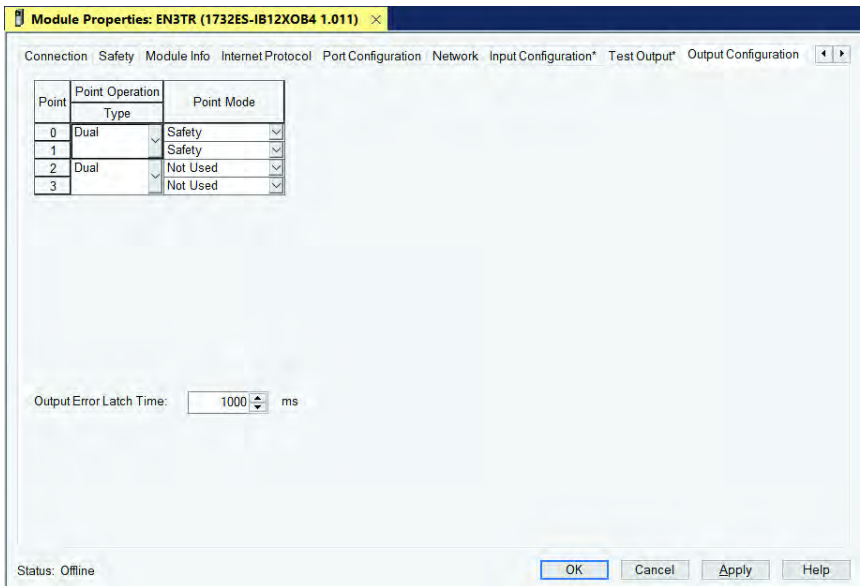 Module Properties: EN3TR (1732ES-IB12XOB4 1.011) ×
Connection Safety Module Info Internet Protocol Port Configuration Network Input Configuration* Test Output* Output Configuration
Point Point Operation Point Mode
Type
0 Dual Safety
1 Safety
2 Dual Not Used
3 Not Used
Output Error Latch Time: 1000 ms
Status: Offline OK Cancel Apply Help